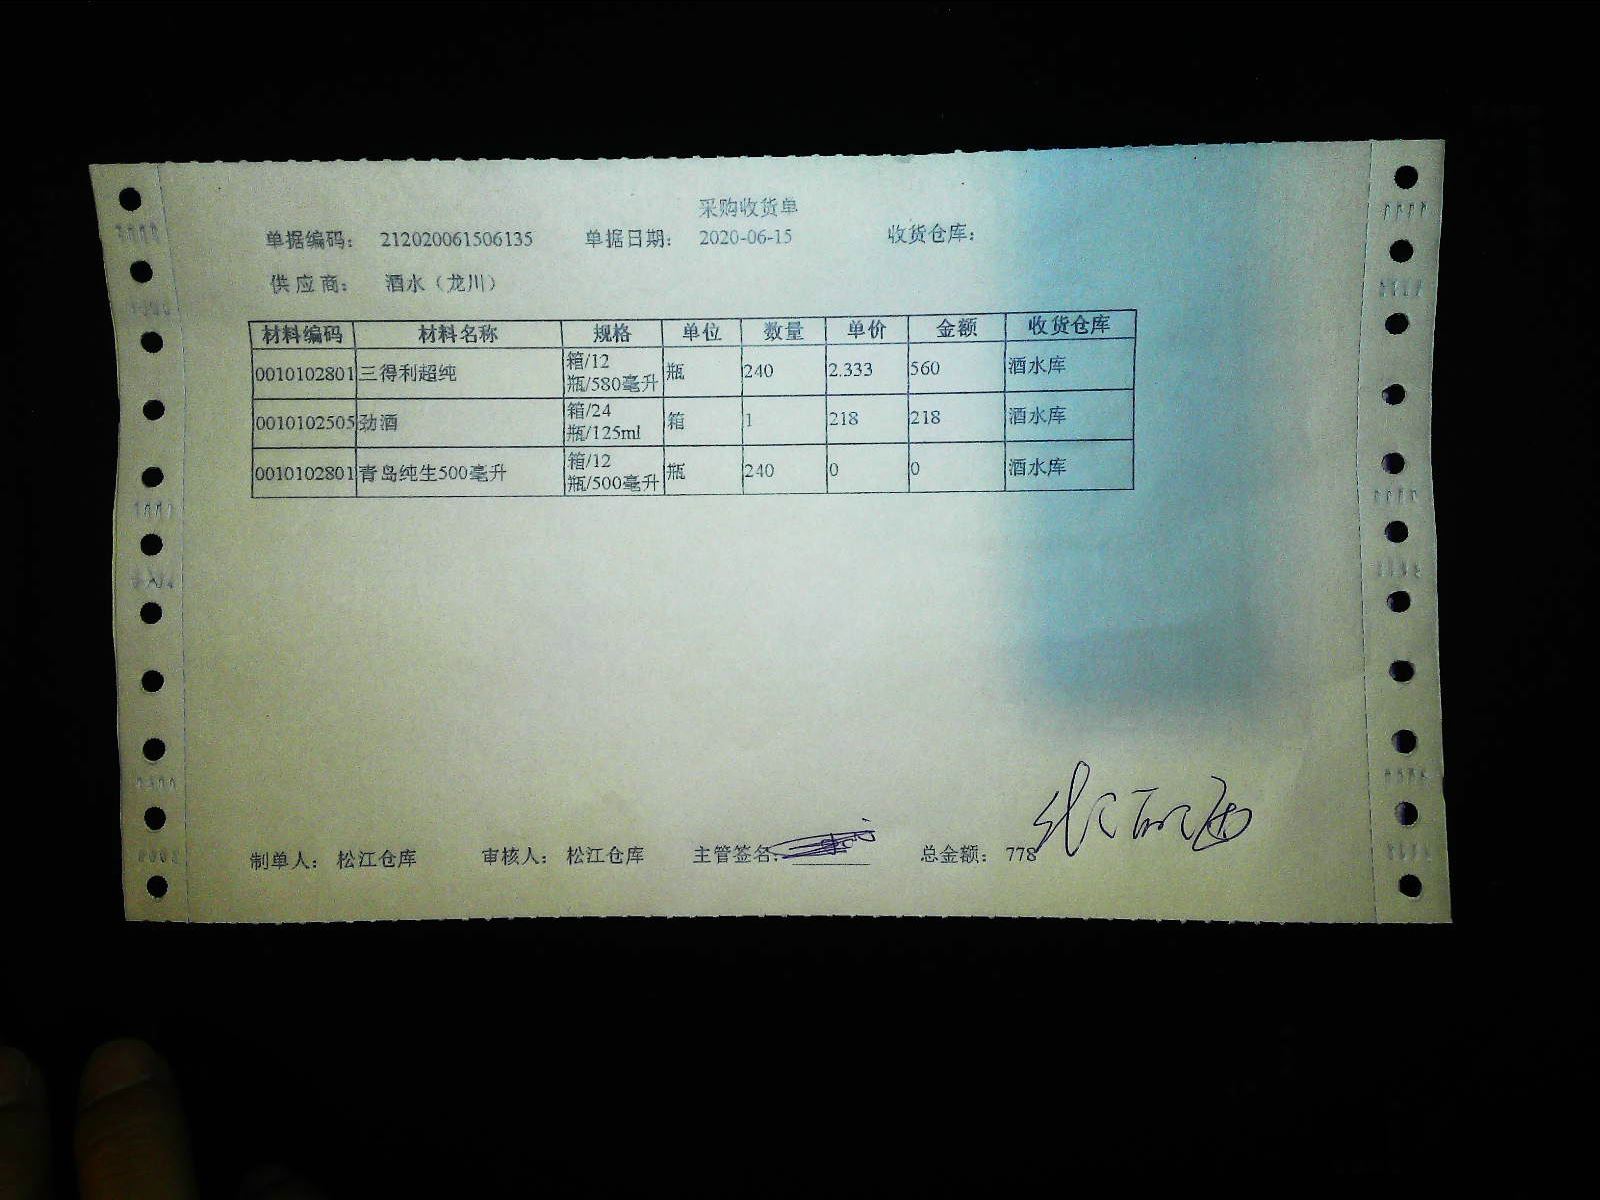 采购收货单
单据编码： 212020061506135 单据日期： 2020-06-15 收货仓库：
供应商： 酒水（龙川）
材料编码 材料名称 规格 单位 数量 单价 金额 收货仓库
0010102801 三得利超纯 箱/12瓶/580毫升 瓶 240 2.333 560 酒水库
0010102505 劲酒 箱/24瓶/125ml 箱 1 218 218 酒水库
0010102801 青岛纯生500毫升 箱/12瓶/500毫升 瓶 240 0 0 酒水库
制单人： 松江仓库 审核人： 松江仓库 主管签名： 总金额： 778